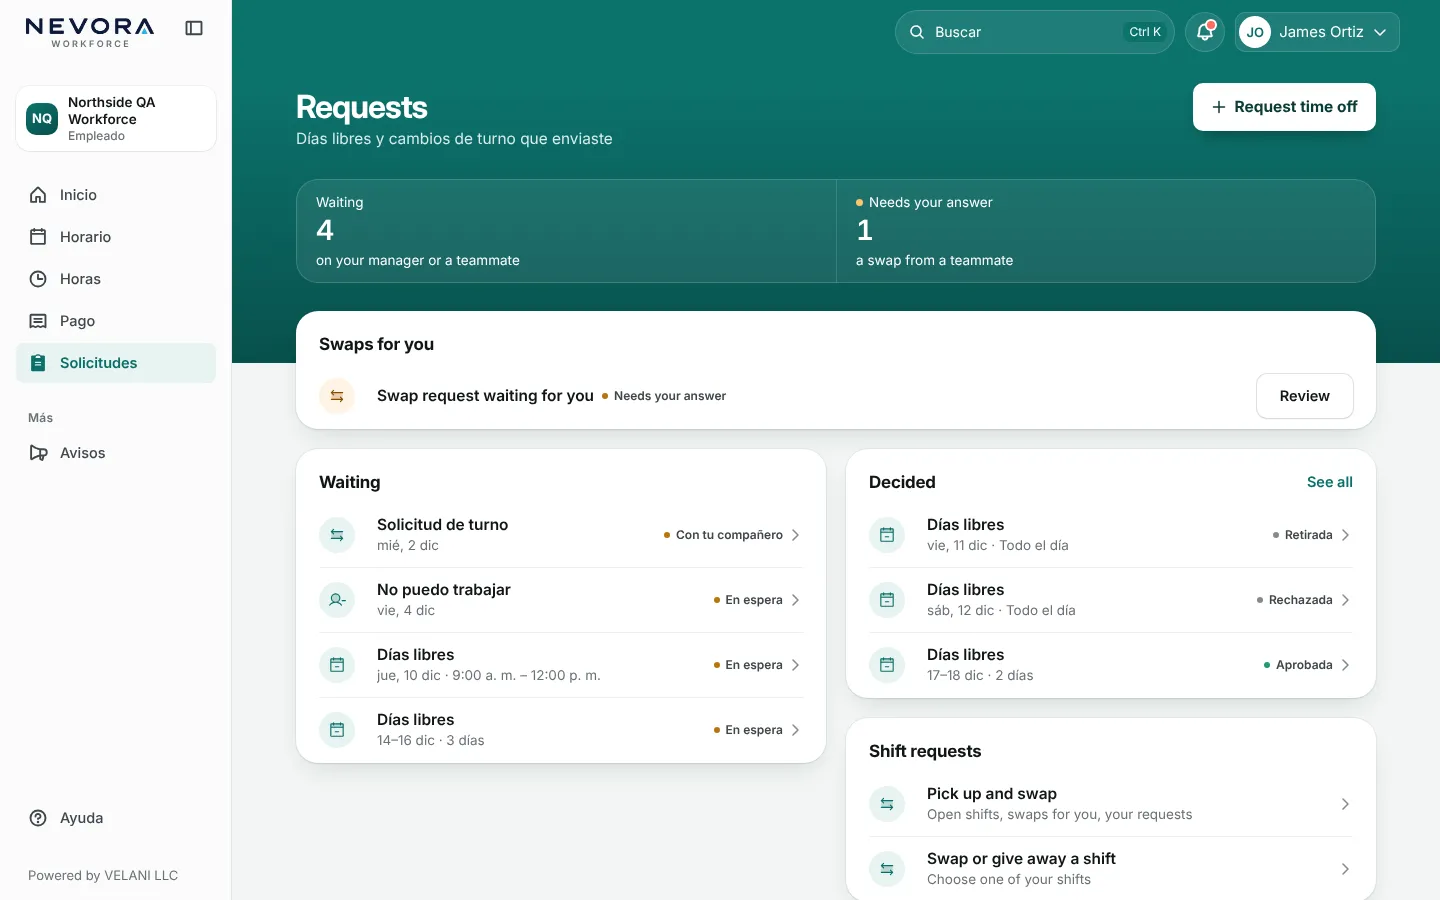 NEVORA
WORKFORCE
NQ
Northside QA
Workforce
Empleado
Inicio
Horario
Horas
Pago
Solicitudes
Más
Avisos
Ayuda
Powered by VELANI LLC
Buscar
Ctrl K
JO
James Ortiz
Requests
Días libres y cambios de turno que enviaste
Request time off
Waiting
4
on your manager or a teammate
Needs your answer
1
a swap from a teammate
Swaps for you
Swap request waiting for you
Needs your answer
Review
Waiting
Solicitud de turno
mié, 2 dic
Con tu compañero
No puedo trabajar
vie, 4 dic
En espera
Días libres
jue, 10 dic · 9:00 a. m. – 12:00 p. m.
En espera
Días libres
14–16 dic · 3 días
En espera
Decided
See all
Días libres
vie, 11 dic · Todo el día
Retirada
Días libres
sáb, 12 dic · Todo el día
Rechazada
Días libres
17–18 dic · 2 días
Aprobada
Shift requests
Pick up and swap
Open shifts, swaps for you, your requests
Swap or give away a shift
Choose one of your shifts